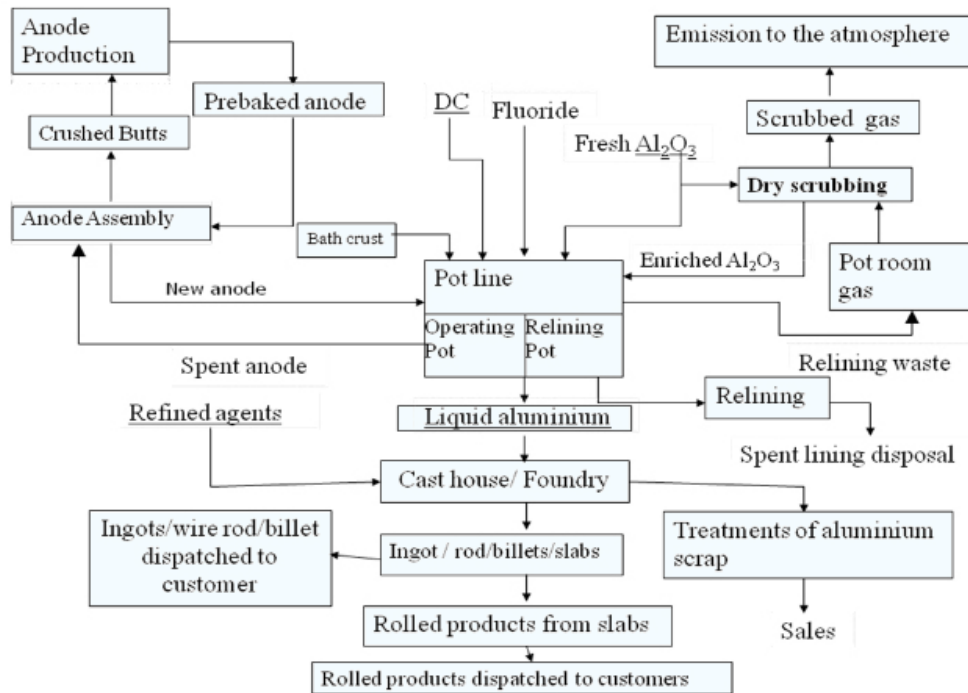 Anode
Production
Emission to the atmosphere
Prebaked anode
DC
Fluoride
Crushed Butts
Scrubbed gas
Fresh Al₂O₃
Dry scrubbing
Anode Assembly
Bath crust
Enriched Al₂O₃
Pot line
Pot room
gas
New anode
Operating
Pot
Relining
Pot
Spent anode
Relining waste
Relining
Refined agents
Liquid aluminium
Spent lining disposal
Cast house/ Foundry
Ingots/wire rod/billet
dispatched to
customer
Treatments of aluminium
scrap
Ingot / rod/billets/slabs
Rolled products from slabs
Sales
Rolled products dispatched to customers